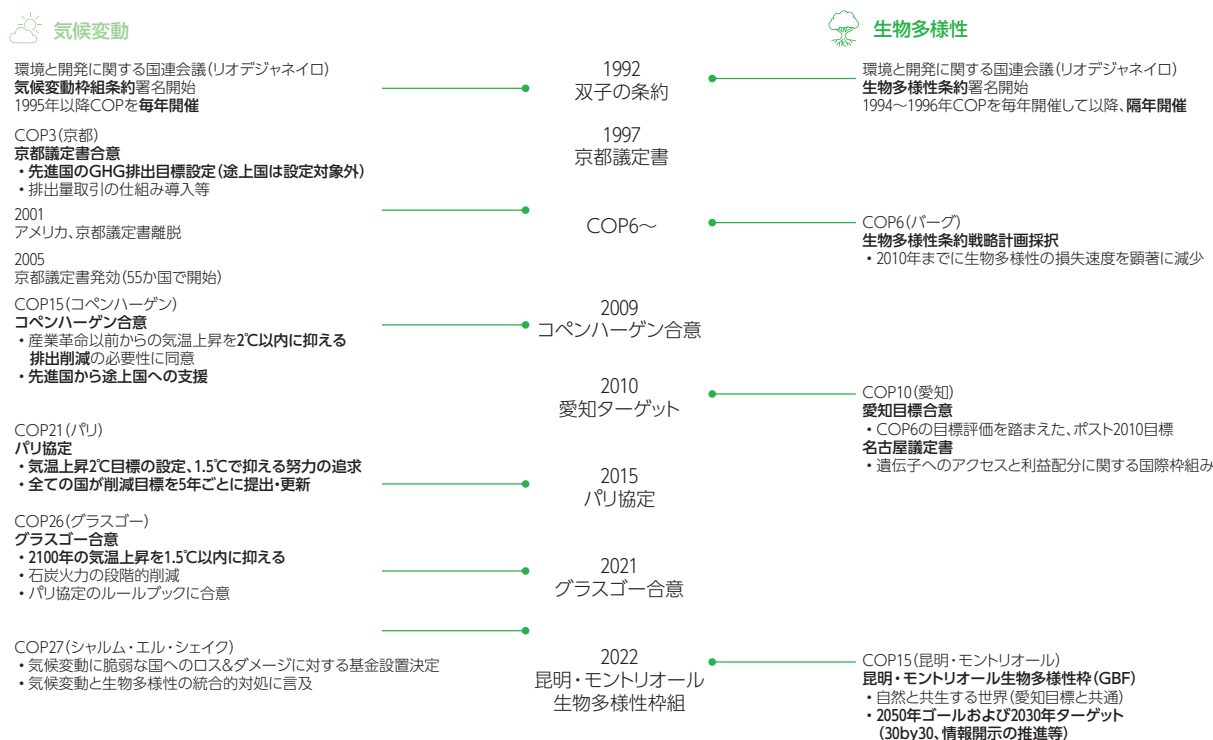 気候変動
環境と開発に関する国連会議(リオデジャネイロ)
気候変動枠組条約署名開始
1995年以降COPを毎年開催
COP3(京都)
京都議定書合意
・先進国のGHG排出目標設定(途上国は設定対象外)
・排出量取引の仕組み導入等
2001
アメリカ、京都議定書離脱
2005
京都議定書発効(55か国で開始)
COP15(コペンハーゲン)
コペンハーゲン合意
・産業革命以前からの気温上昇を2℃以内に抑える
排出削減の必要性に同意
・先進国から途上国への支援
COP21(パリ)
パリ協定
・気温上昇2℃目標の設定、1.5℃で抑える努力の追求
・全ての国が削減目標を5年ごとに提出・更新
COP26(グラスゴー)
グラスゴー合意
・2100年の気温上昇を1.5℃以内に抑える
・石炭火力の段階的削減
・パリ協定のルールブックに合意
COP27(シャルム・エル・シェイク)
・気候変動に脆弱な国へのロス&ダメージに対する基金設置決定
・気候変動と生物多様性の統合的対処に言及
1992
双子の条約
1997
京都議定書
COP6～
2009
コペンハーゲン合意
2010
愛知ターゲット
2015
パリ協定
2021
グラスゴー合意
2022
昆明・モントリオール
生物多様性枠組
生物多様性
環境と開発に関する国連会議(リオデジャネイロ)
生物多様性条約署名開始
1994～1996年COPを毎年開催して以降、隔年開催
COP6(バーグ)
生物多様性条約戦略計画採択
・2010年までに生物多様性の損失速度を顕著に減少
COP10(愛知)
愛知目標合意
・COP6の目標評価を踏まえた、ポスト2010目標
名古屋議定書
・遺伝子へのアクセスと利益配分に関する国際枠組み
COP15(昆明・モントリオール)
昆明・モントリオール生物多様性枠(GBF)
・自然と共生する世界(愛知目標と共通)
・2050年ゴールおよび2030年ターゲット
(30by30、情報開示の推進等)